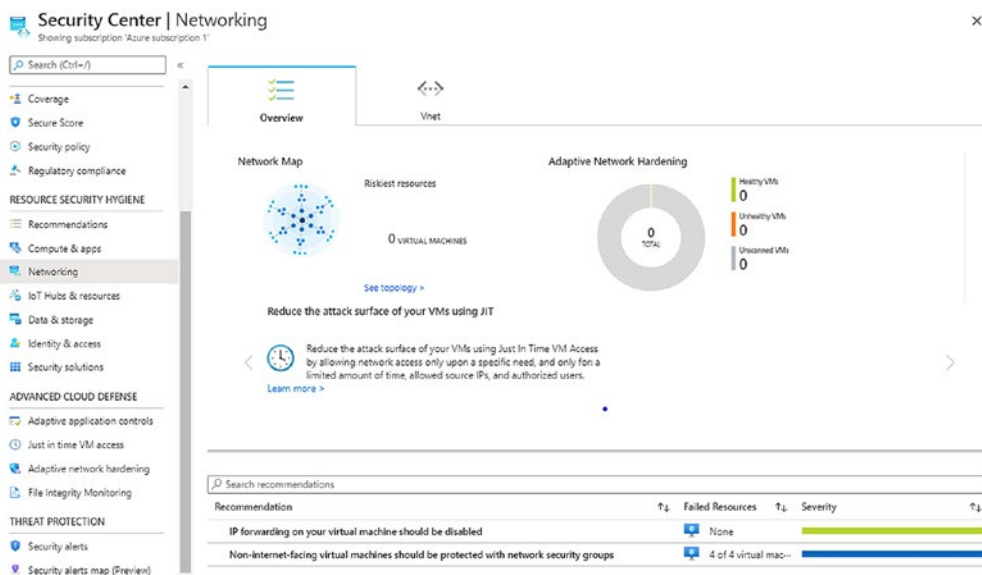 Security Center | Networking
Showing subscription 'Azure subscription 1'
Search (Ctrl+/)
«
Coverage
Secure Score
Security policy
Regulatory compliance
RESOURCE SECURITY HYGIENE
Recommendations
Compute & apps
Networking
IoT Hubs & resources
Data & storage
Identity & access
Security solutions
ADVANCED CLOUD DEFENSE
Adaptive application controls
Just in time VM access
Adaptive network hardening
File Integrity Monitoring
THREAT PROTECTION
Security alerts
Security alerts map (Preview)
Overview
Vnet
Network Map
Riskiest resources
0 VIRTUAL MACHINES
See topology >
Adaptive Network Hardening
0
TOTAL
Healthy VMs
0
Unhealthy VMs
0
Unscanned VMs
0
Reduce the attack surface of your VMs using JIT
Reduce the attack surface of your VMs using Just In Time VM Access
by allowing network access only upon a specific need, and only for a
limited amount of time, allowed source IPs, and authorized users.
Learn more >
Search recommendations
Recommendation Failed Resources Severity
IP forwarding on your virtual machine should be disabled None
Non-internet-facing virtual machines should be protected with network security groups 4 of 4 virtual mac...